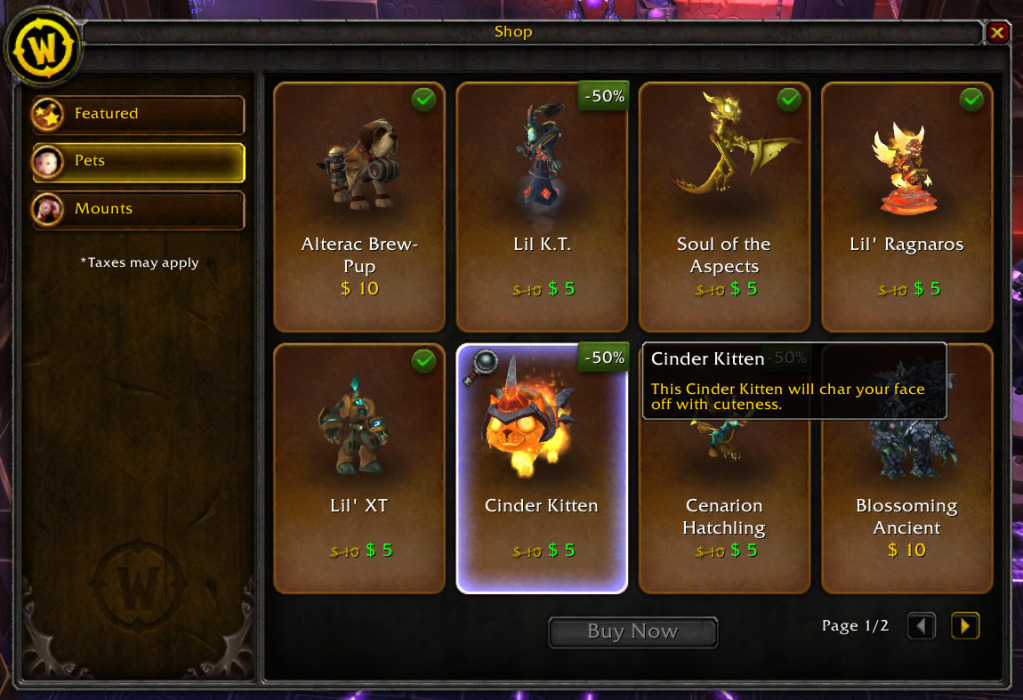 Shop
Featured
Pets
Mounts
*Taxes may apply
Alterac Brew-
Pup
$ 10
-50%
Lil K.T.
$ 10 $ 5
Soul of the
Aspects
$ 10 $ 5
Lil' Ragnaros
$ 10 $ 5
Lil' XT
$ 10 $ 5
-50%
Cinder Kitten
$ 10 $ 5
Cinder Kitten
-50%
This Cinder Kitten will char your face
off with cuteness.
Cenarion
Hatchling
$ 10 $ 5
Blossoming
Ancient
$ 10
Buy Now
Page 1/2
W
W